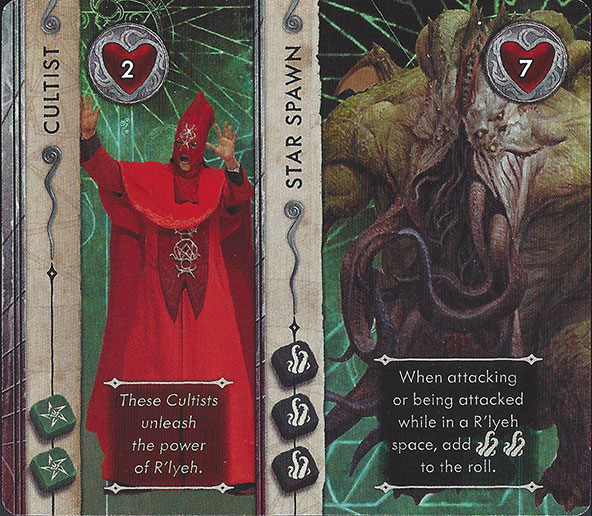 CULTIST
2
These Cultists
unleash
the power
of R'lyeh.
STAR SPAWN
7
When attacking
or being attacked
while in a R'lyeh
space, add
to the roll.